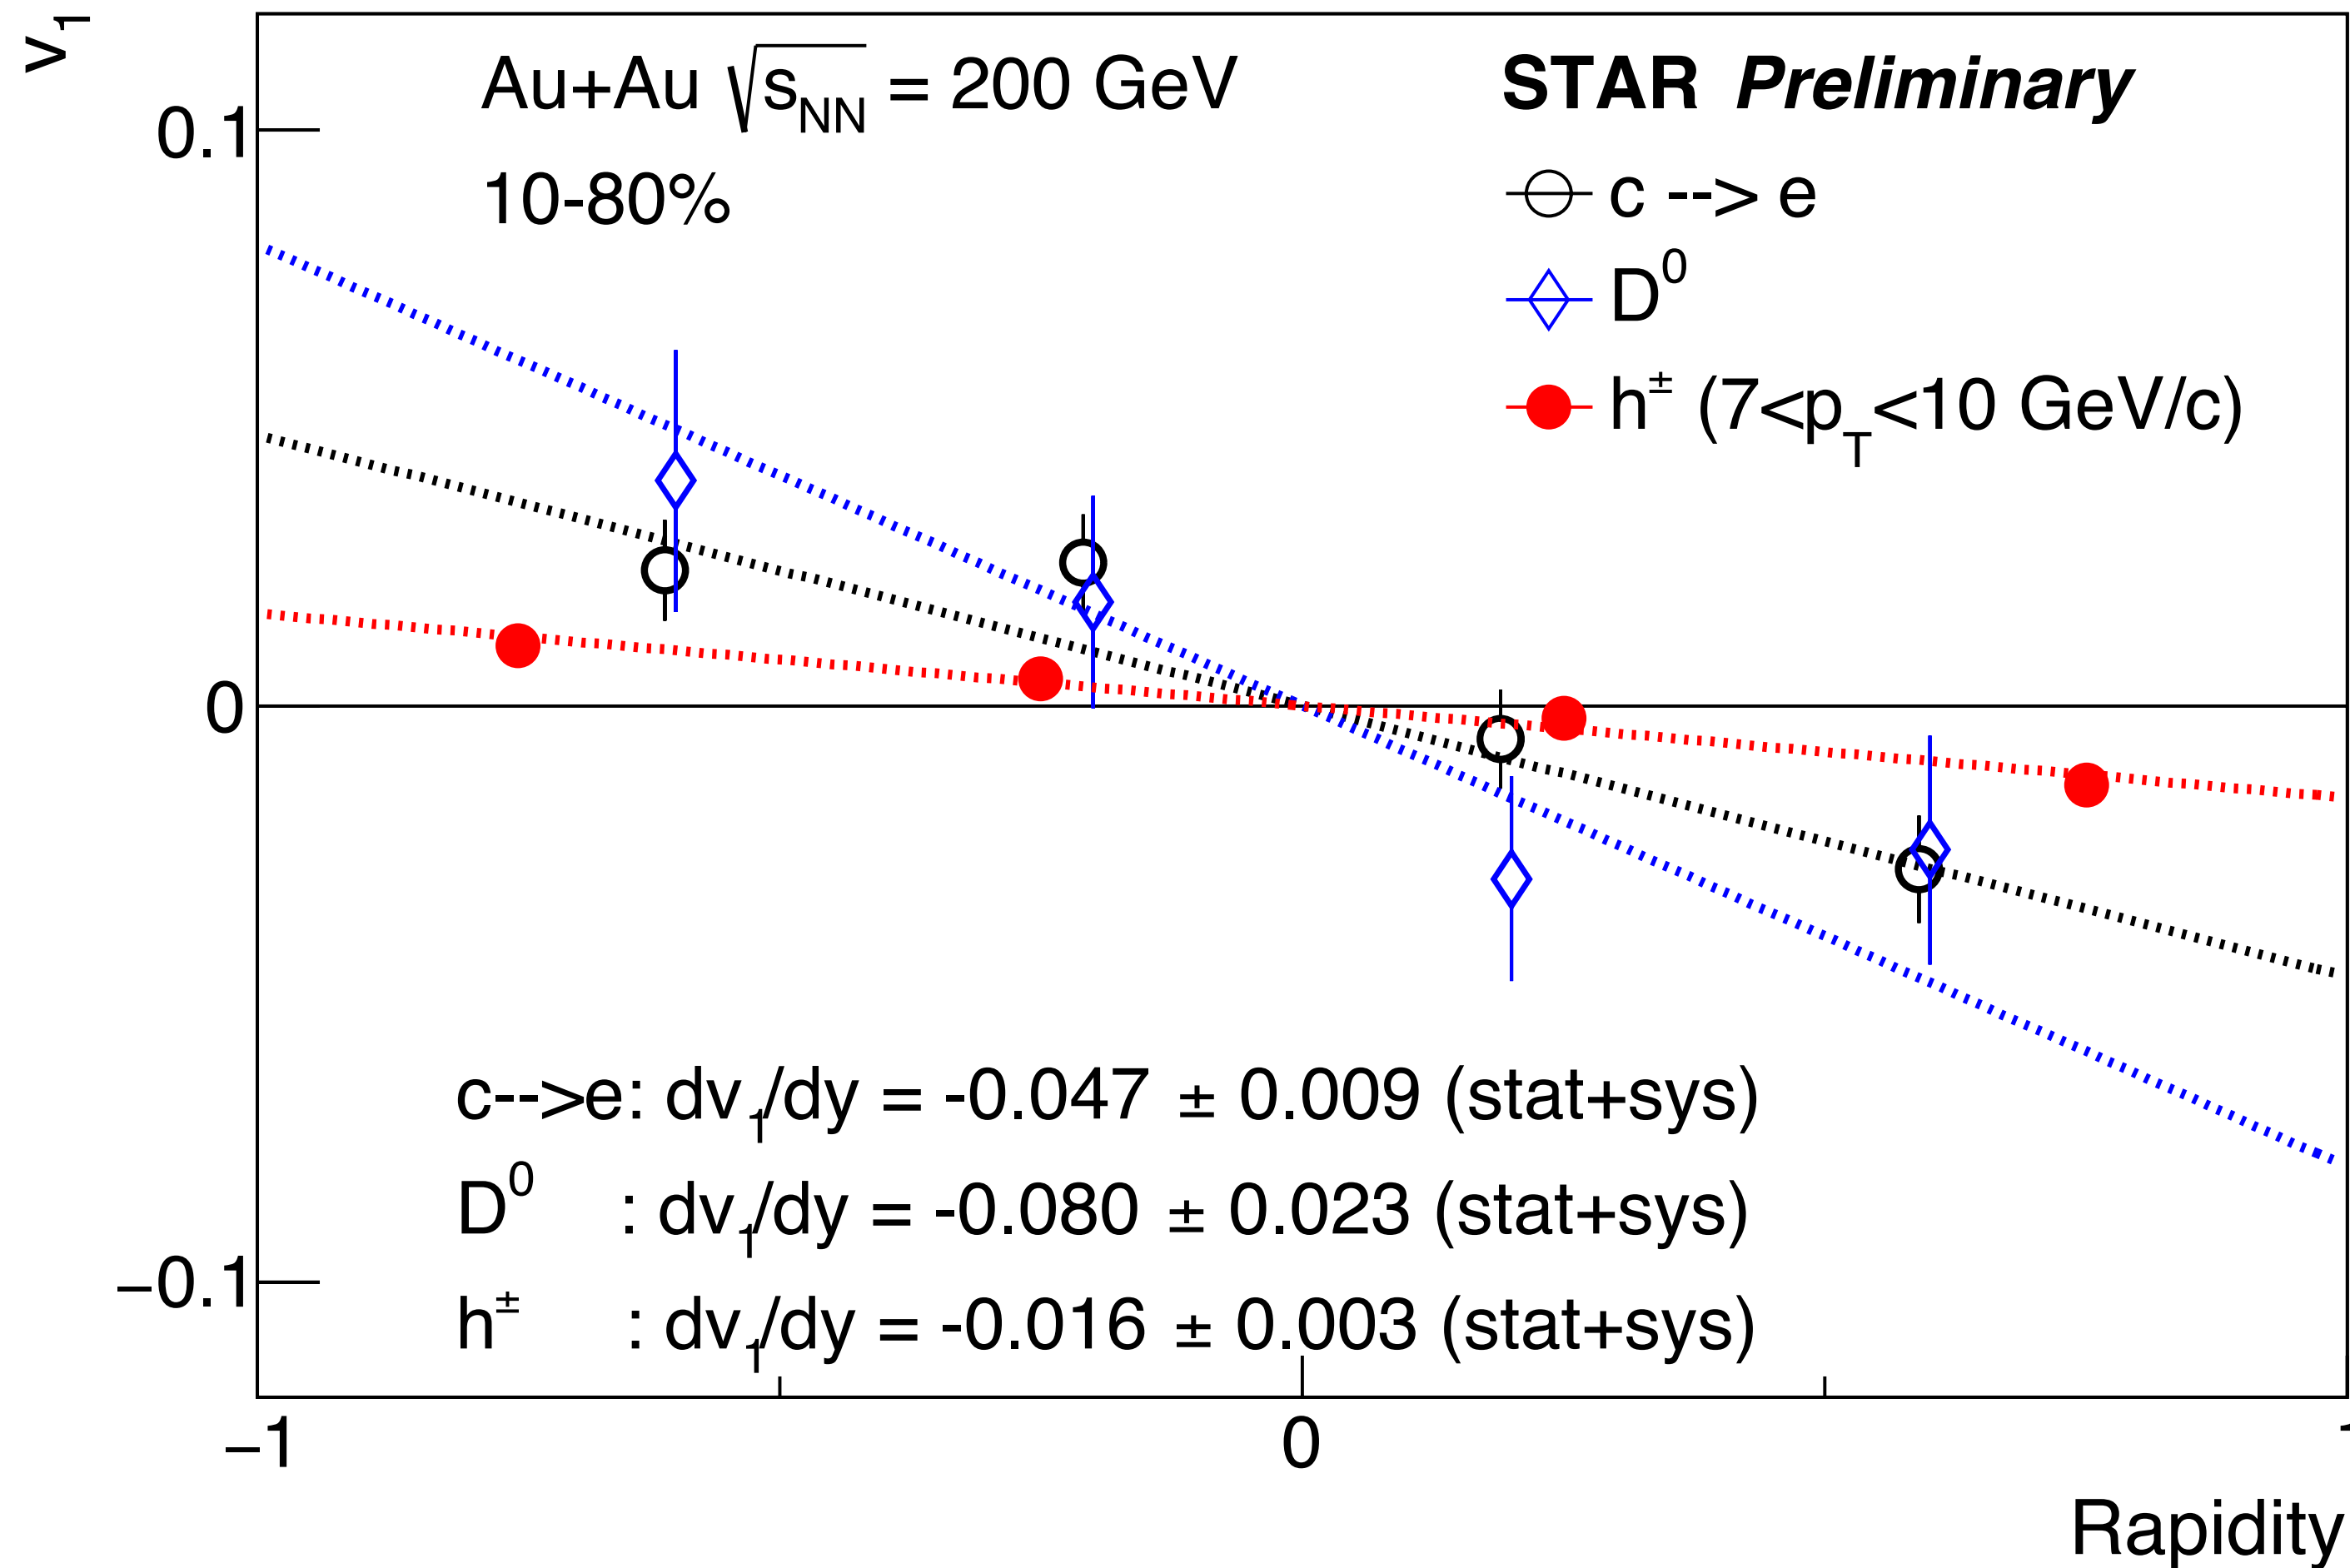 v1
Au+Au √sNN = 200 GeV
10-80%
STAR Preliminary
c --> e
D⁰
h± (7<pT<10 GeV/c)
0.1
0
−0.1
c-->e: dv1/dy = -0.047 ± 0.009 (stat+sys)
D⁰ : dv1/dy = -0.080 ± 0.023 (stat+sys)
h± : dv1/dy = -0.016 ± 0.003 (stat+sys)
−1
0
Rapidity